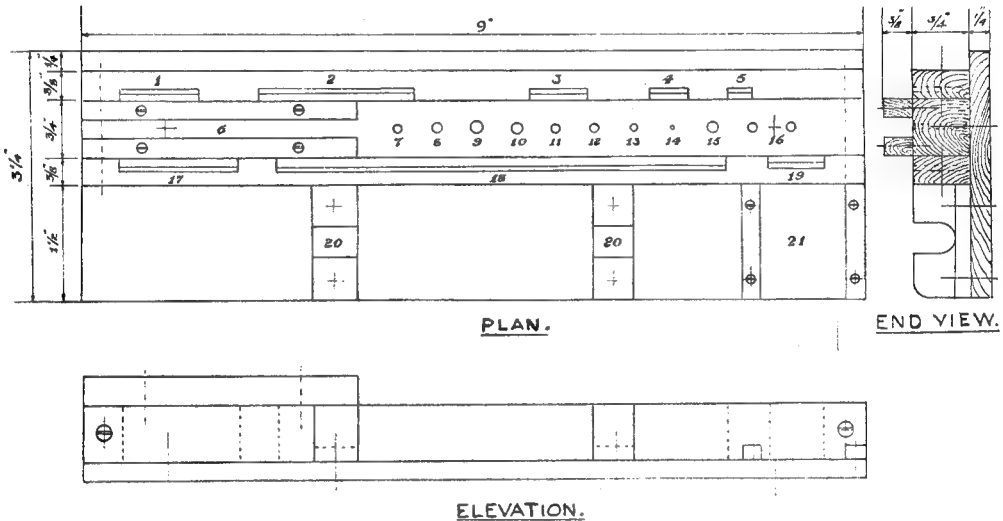 9"
3/8"
3/4"
1/4"
3 1/4"
1/4"
3/8"
3/4"
3/8"
1 1/2"
1 2 3 4 5
6
7 8 9 10 11 12 13 14 15 16
17 18 19
20 20 21
PLAN.
END VIEW.
ELEVATION.